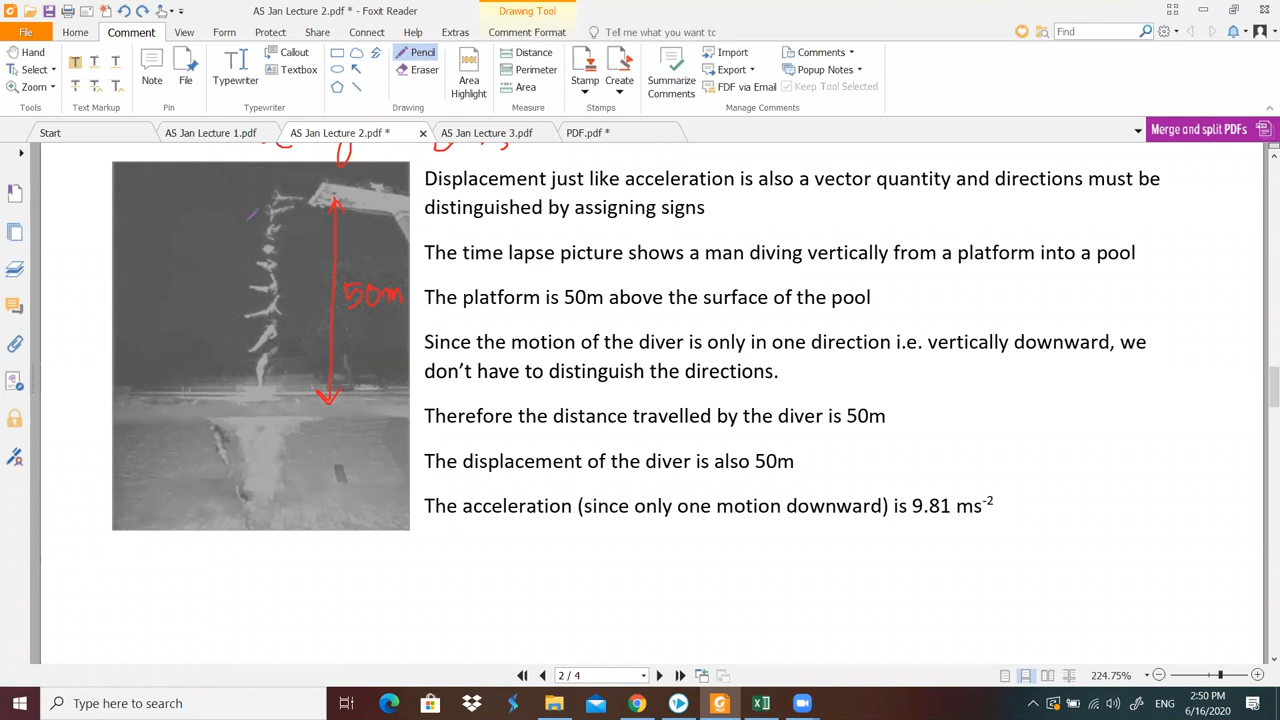 AS Jan Lecture 2.pdf * - Foxit Reader
Drawing Tool
File Home Comment View Form Protect Share Connect Help Extras Comment Format Tell me what you want tc Find
Hand
Select
Zoom
Tools
T T T
T T T
Text Markup
Note
File
Pin
Typewriter
Callout
Textbox
Typewriter
Pencil
Eraser
Drawing
Area
Highlight
Distance
Perimeter
Area
Measure
Stamp
Create
Stamps
Summarize
Comments
Import
Export
FDF via Email
Comments
Popup Notes
Keep Tool Selected
Manage Comments
Start AS Jan Lecture 1.pdf AS Jan Lecture 2.pdf * AS Jan Lecture 3.pdf PDF.pdf * Merge and split PDFs
Displacement just like acceleration is also a vector quantity and directions must be
distinguished by assigning signs
The time lapse picture shows a man diving vertically from a platform into a pool
50m
The platform is 50m above the surface of the pool
Since the motion of the diver is only in one direction i.e. vertically downward, we
don’t have to distinguish the directions.
Therefore the distance travelled by the diver is 50m
The displacement of the diver is also 50m
The acceleration (since only one motion downward) is 9.81 ms-2
2 / 4
224.75%
Type here to search
ENG
2:50 PM
6/16/2020